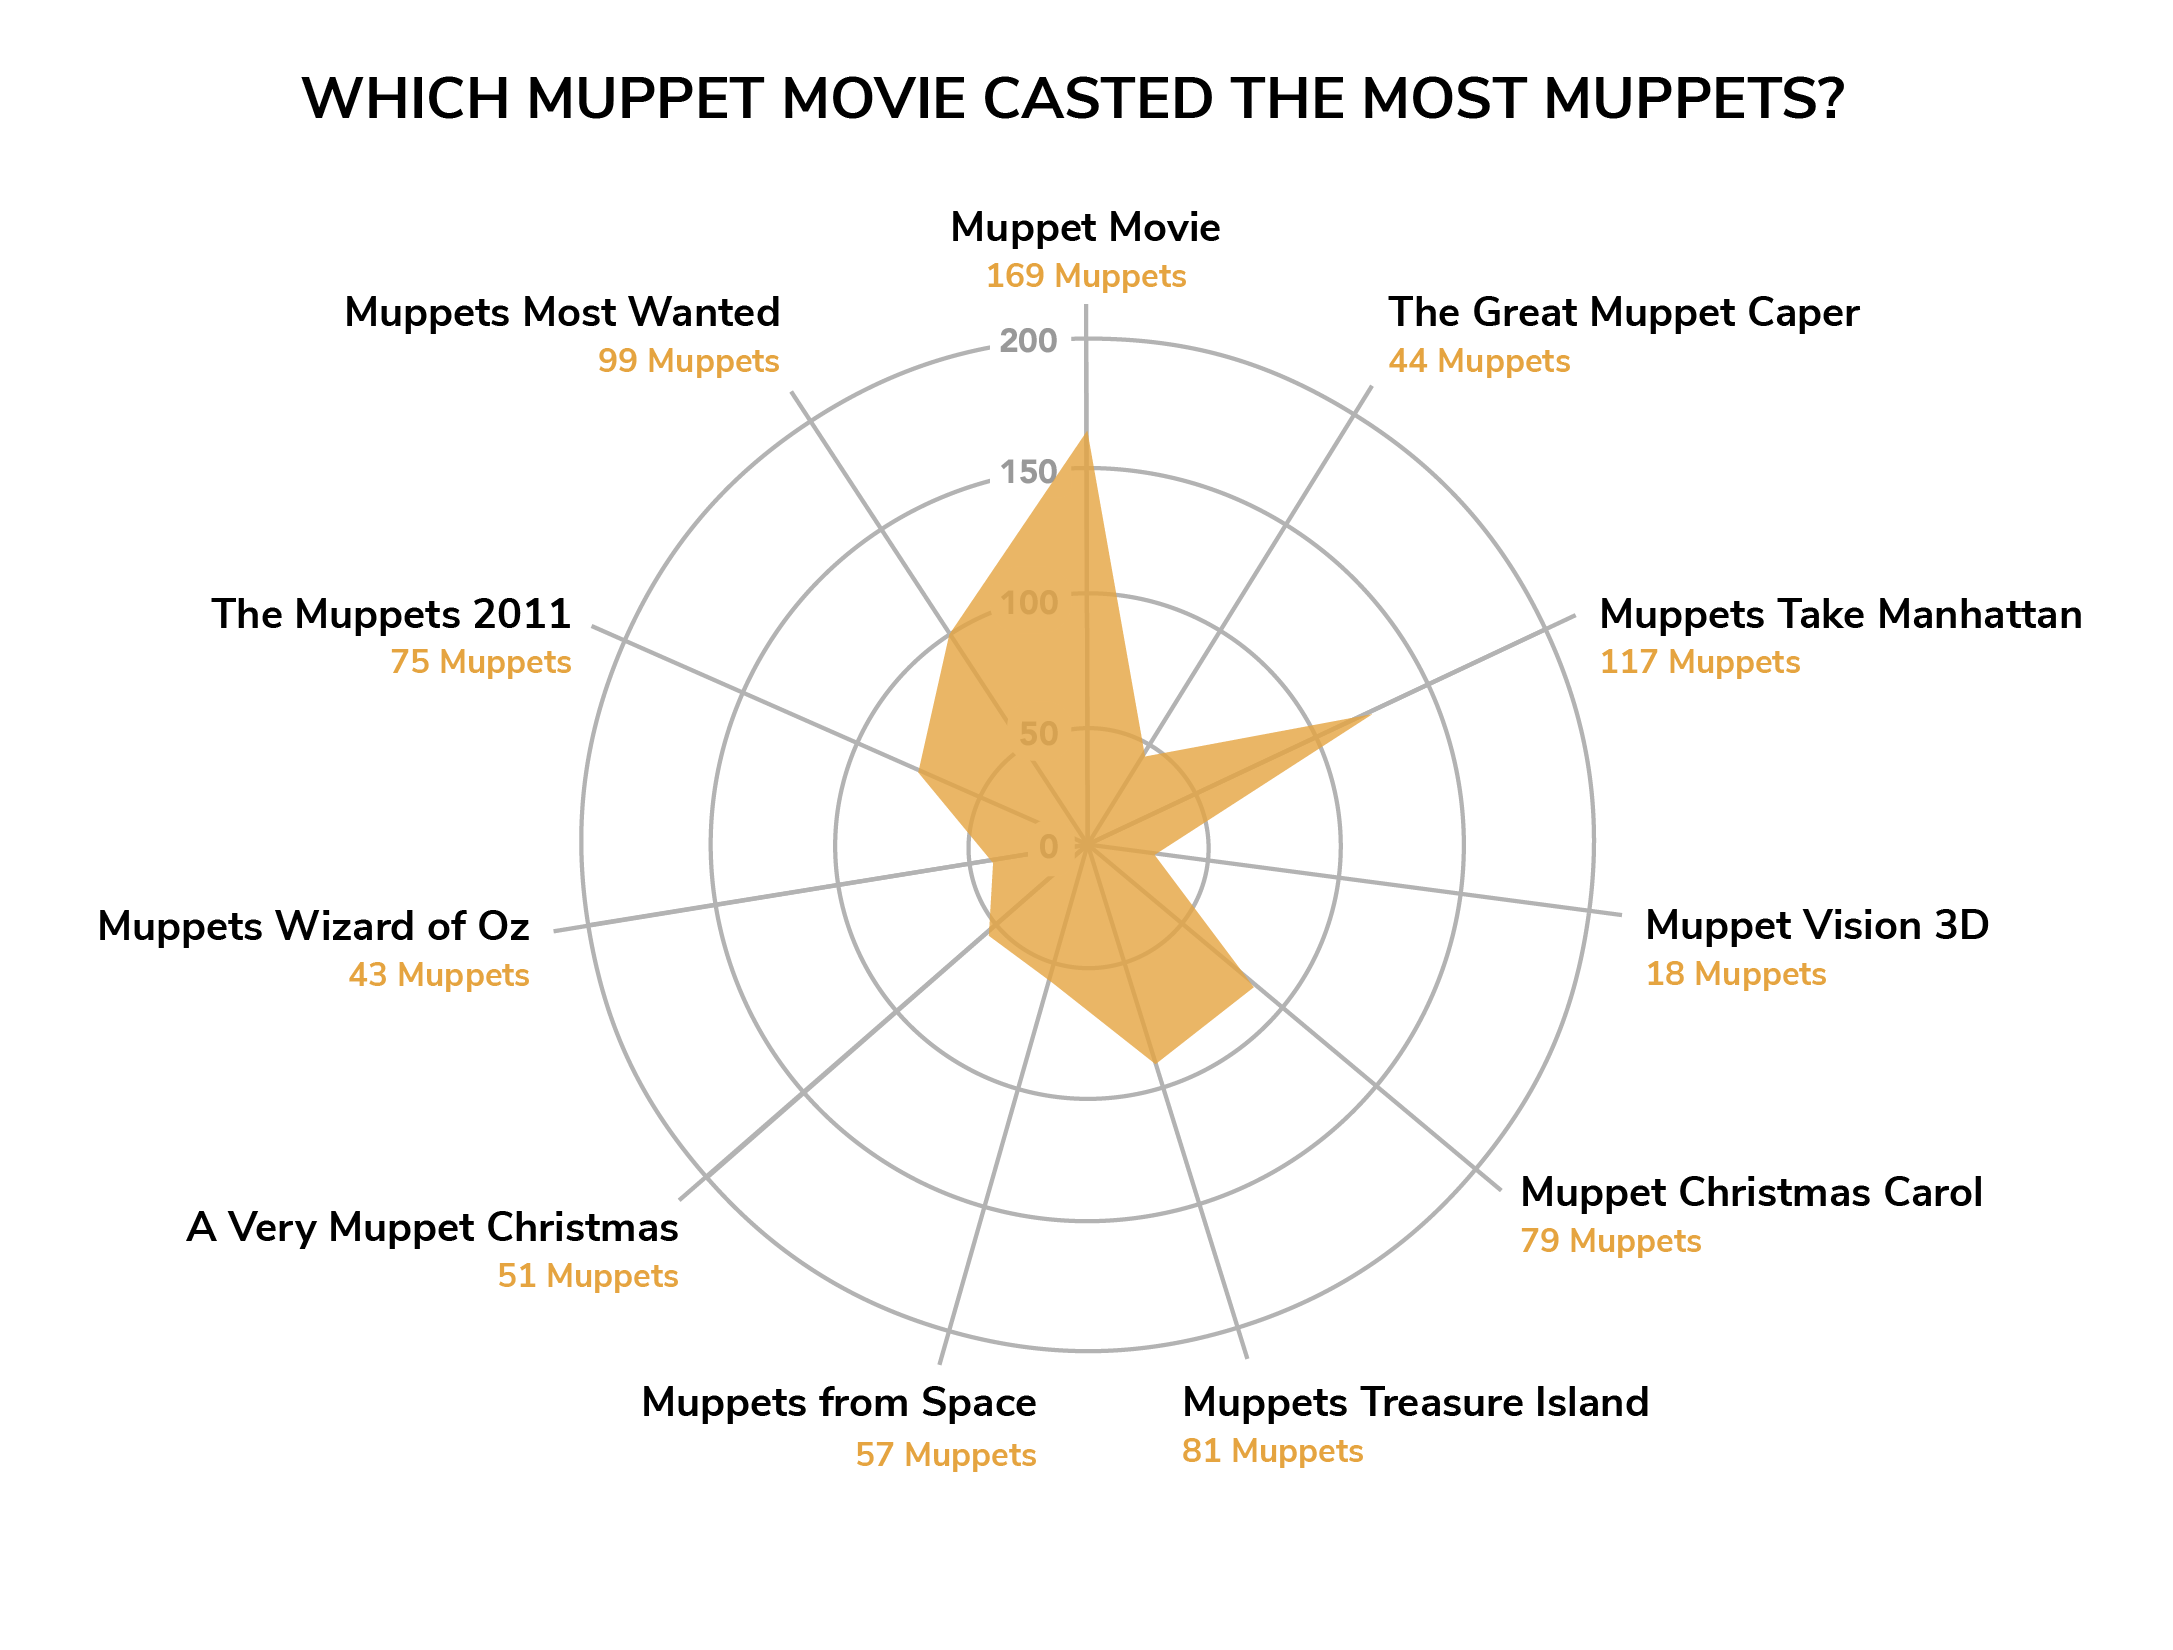 WHICH MUPPET MOVIE CASTED THE MOST MUPPETS?
Muppet Movie
169 Muppets
The Great Muppet Caper
44 Muppets
Muppets Take Manhattan
117 Muppets
Muppet Vision 3D
18 Muppets
Muppet Christmas Carol
79 Muppets
Muppets Treasure Island
81 Muppets
Muppets from Space
57 Muppets
A Very Muppet Christmas
51 Muppets
Muppets Wizard of Oz
43 Muppets
The Muppets 2011
75 Muppets
Muppets Most Wanted
99 Muppets
200
150
100
50
0